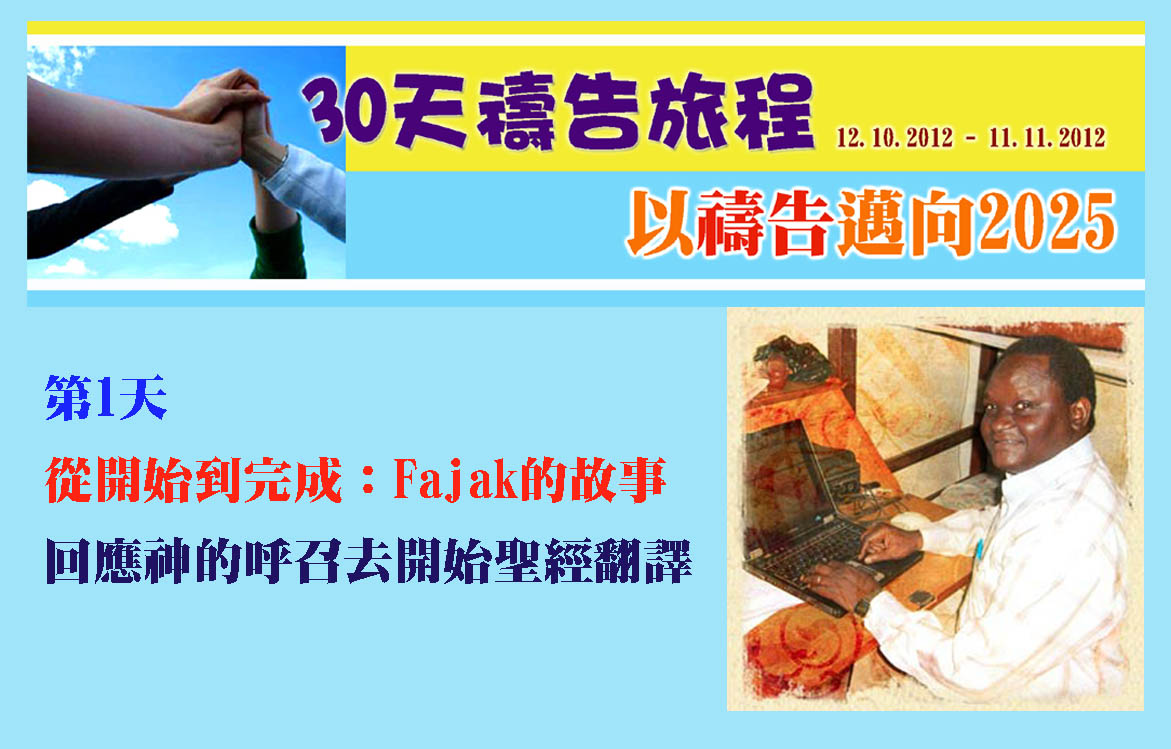 30天禱告旅程
12.10.2012 - 11.11.2012
以禱告邁向2025
第1天
從開始到完成：Fajak的故事
回應神的呼召去開始聖經翻譯